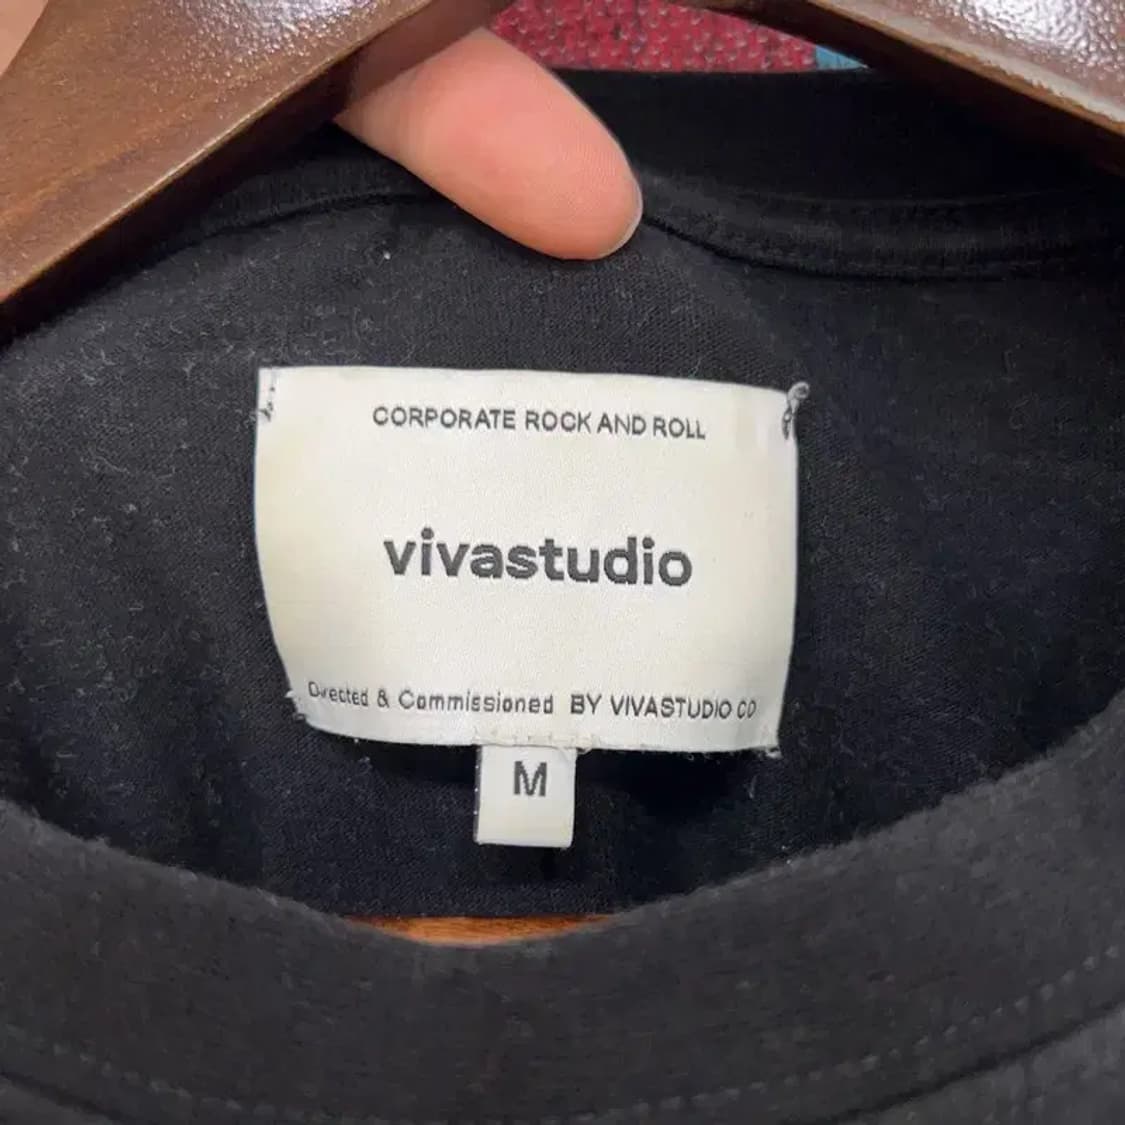 CORPORATE ROCK AND ROLL
vivastudio
Directed & Commissioned BY VIVASTUDIO CO
M